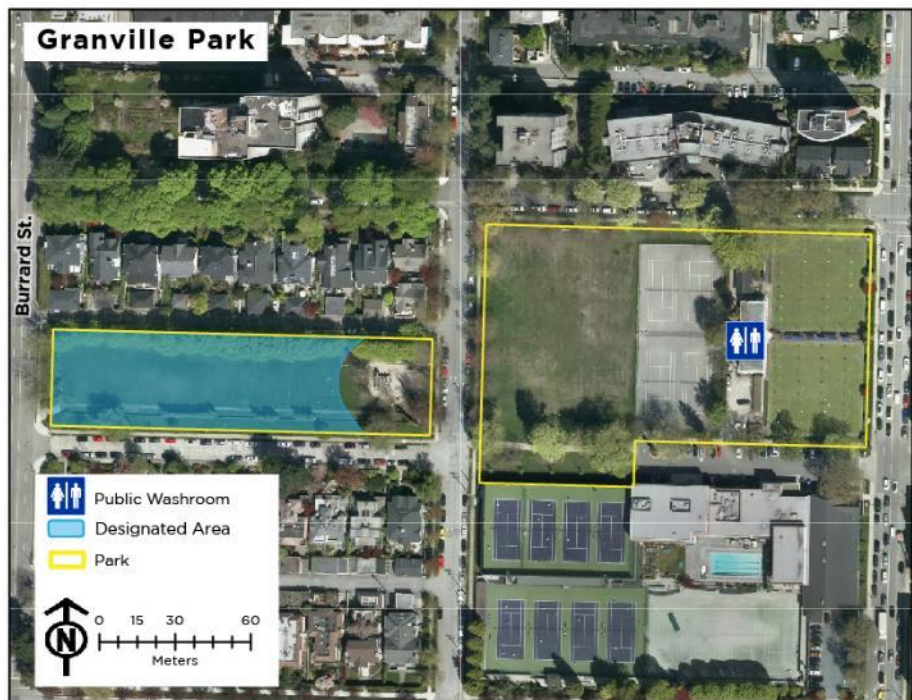 Granville Park
Burrard St.
Public Washroom
Designated Area
Park
N
0 15 30 60
Meters